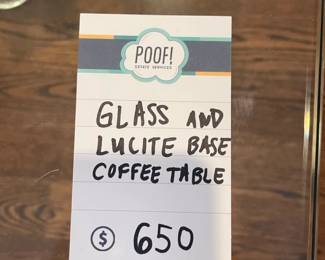 POOF!
ESTATE SERVICES
GLASS AND
LUCITE BASE
COFFEE TABLE
$ 650